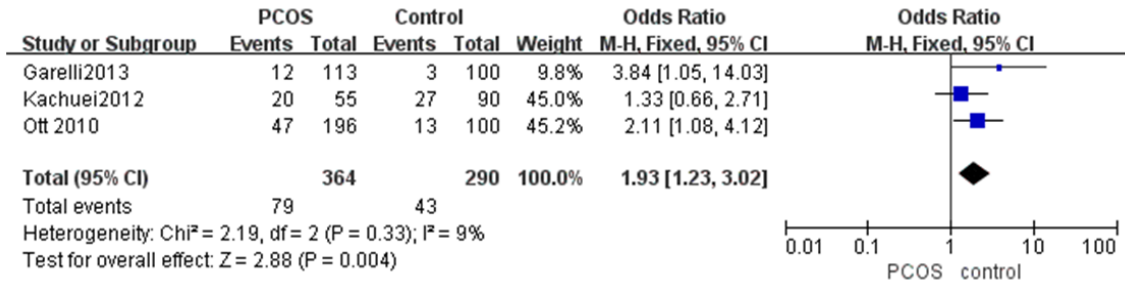 PCOS Control Odds Ratio Odds Ratio
Study or Subgroup Events Total Events Total Weight M-H, Fixed, 95% CI M-H, Fixed, 95% CI
Garelli2013 12 113 3 100 9.8% 3.84 [1.05, 14.03]
Kachuei2012 20 55 27 90 45.0% 1.33 [0.66, 2.71]
Ott 2010 47 196 13 100 45.2% 2.11 [1.08, 4.12]
Total (95% CI) 364 290 100.0% 1.93 [1.23, 3.02]
Total events 79 43
Heterogeneity: Chi² = 2.19, df = 2 (P = 0.33); I² = 9%
Test for overall effect: Z = 2.88 (P = 0.004)
0.01 0.1 1 10 100
PCOS control